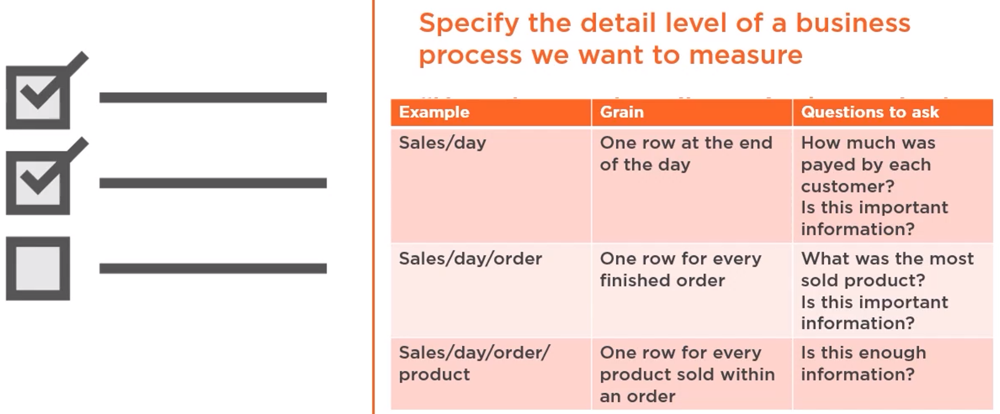 Specify the detail level of a business
process we want to measure
Example
Grain
Questions to ask
Sales/day
One row at the end
of the day
How much was
payed by each
customer?
Is this important
information?
Sales/day/order
One row for every
finished order
What was the most
sold product?
Is this important
information?
Sales/day/order/
product
One row for every
product sold within
an order
Is this enough
information?